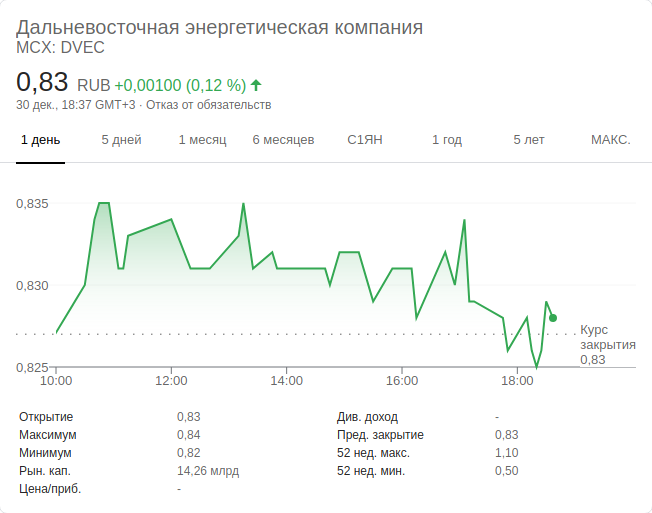 Дальневосточная энергетическая компания
MCX: DVEC
0,83 RUB +0,00100 (0,12 %)
30 дек., 18:37 GMT+3 · Отказ от обязательств
1 день 5 дней 1 месяц 6 месяцев С1ЯН 1 год 5 лет МАКС.
0,835
0,830
Курс
закрытия
0,83
0,825
10:00 12:00 14:00 16:00 18:00
Открытие 0,83 Див. доход -
Максимум 0,84 Пред. закрытие 0,83
Минимум 0,82 52 нед. макс. 1,10
Рын. кап. 14,26 млрд 52 нед. мин. 0,50
Цена/приб. -